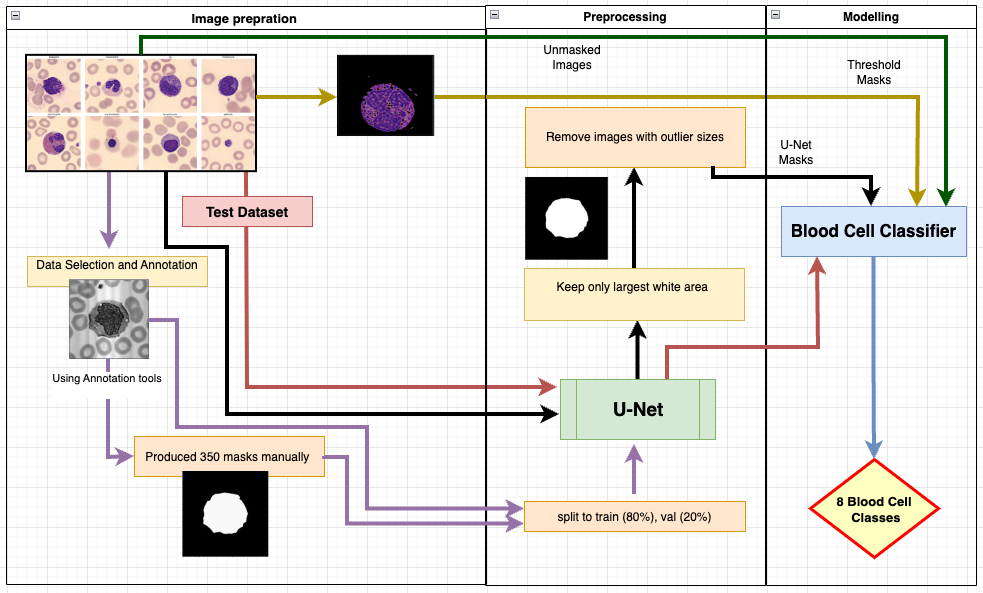 Image prepration
Preprocessing
Modelling
Unmasked
Images
Threshold
Masks
Remove images with outlier sizes
U-Net
Masks
Test Dataset
Blood Cell Classifier
Data Selection and Annotation
Keep only largest white area
Using Annotation tools
U-Net
Produced 350 masks manually
split to train (80%), val (20%)
8 Blood Cell
Classes